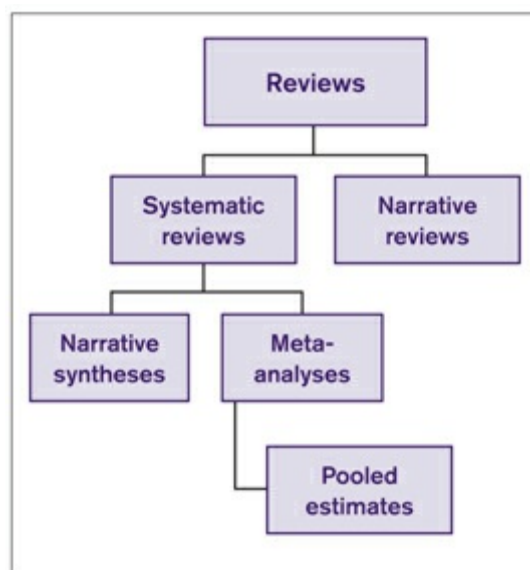 Reviews
Systematic
reviews
Narrative
reviews
Narrative
syntheses
Meta-
analyses
Pooled
estimates